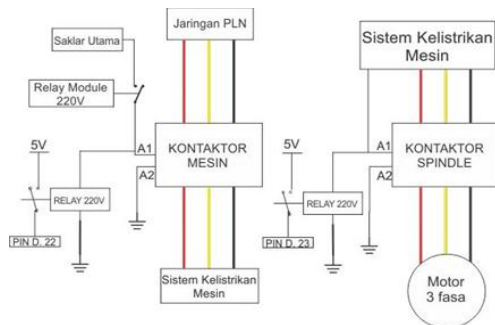 Jaringan PLN
Saklar Utama
Relay Module
220V
5V
A1
A2
KONTAKTOR
MESIN
RELAY 220V
PIN D. 22
Sistem Kelistrikan
Mesin
Sistem Kelistrikan
Mesin
5V
A1
A2
KONTAKTOR
SPINDLE
RELAY 220V
PIN D. 23
Motor
3 fasa